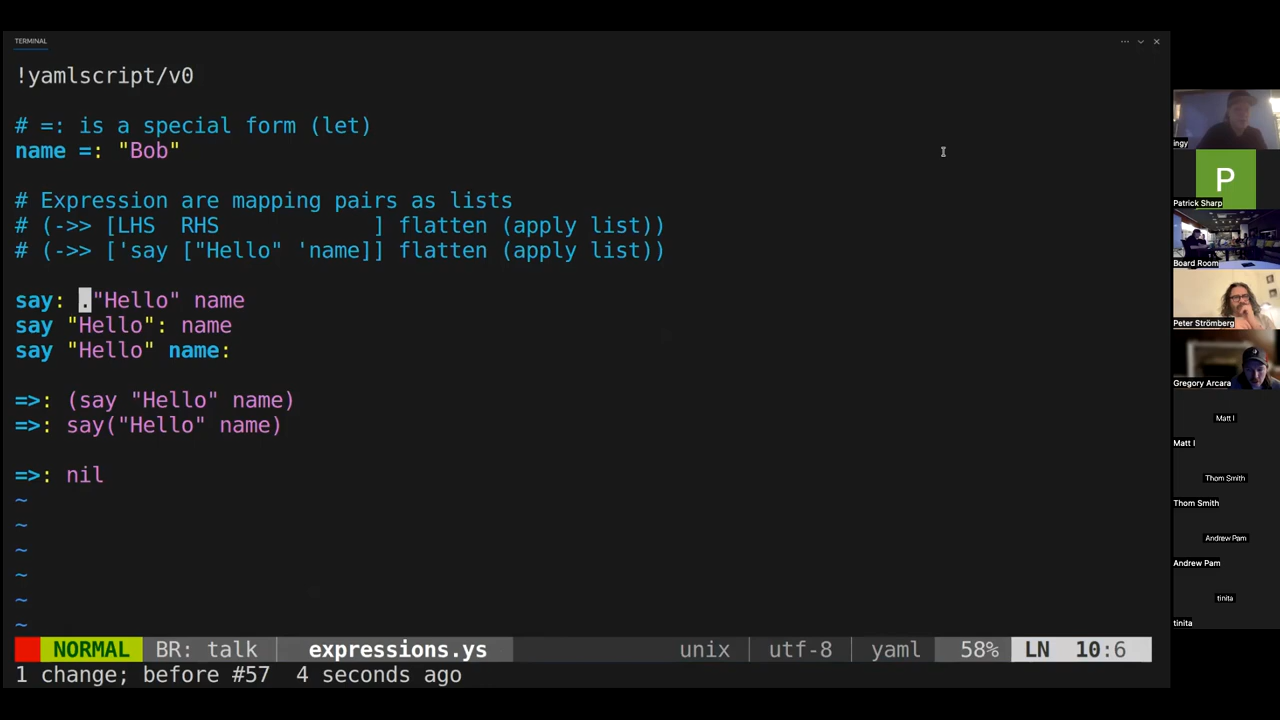 TERMINAL
!yamlscript/v0
# =: is a special form (let)
name =: "Bob"
# Expression are mapping pairs as lists
# (->> [LHS  RHS            ] flatten (apply list))
# (->> ['say ["Hello" 'name]] flatten (apply list))
say: ."Hello" name
say "Hello": name
say "Hello" name:
=>: (say "Hello" name)
=>: say("Hello" name)
=>: nil
~
~
~
~
~
~
NORMAL BR: talk expressions.ys unix utf-8 yaml 58% LN 10:6
1 change; before #57  4 seconds ago
ingy
P
Patrick Sharp
Board Room
Peter Strömberg
Gregory Arcara
Matt I
Matt I
Thom Smith
Thom Smith
Andrew Pam
Andrew Pam
tinita
tinita